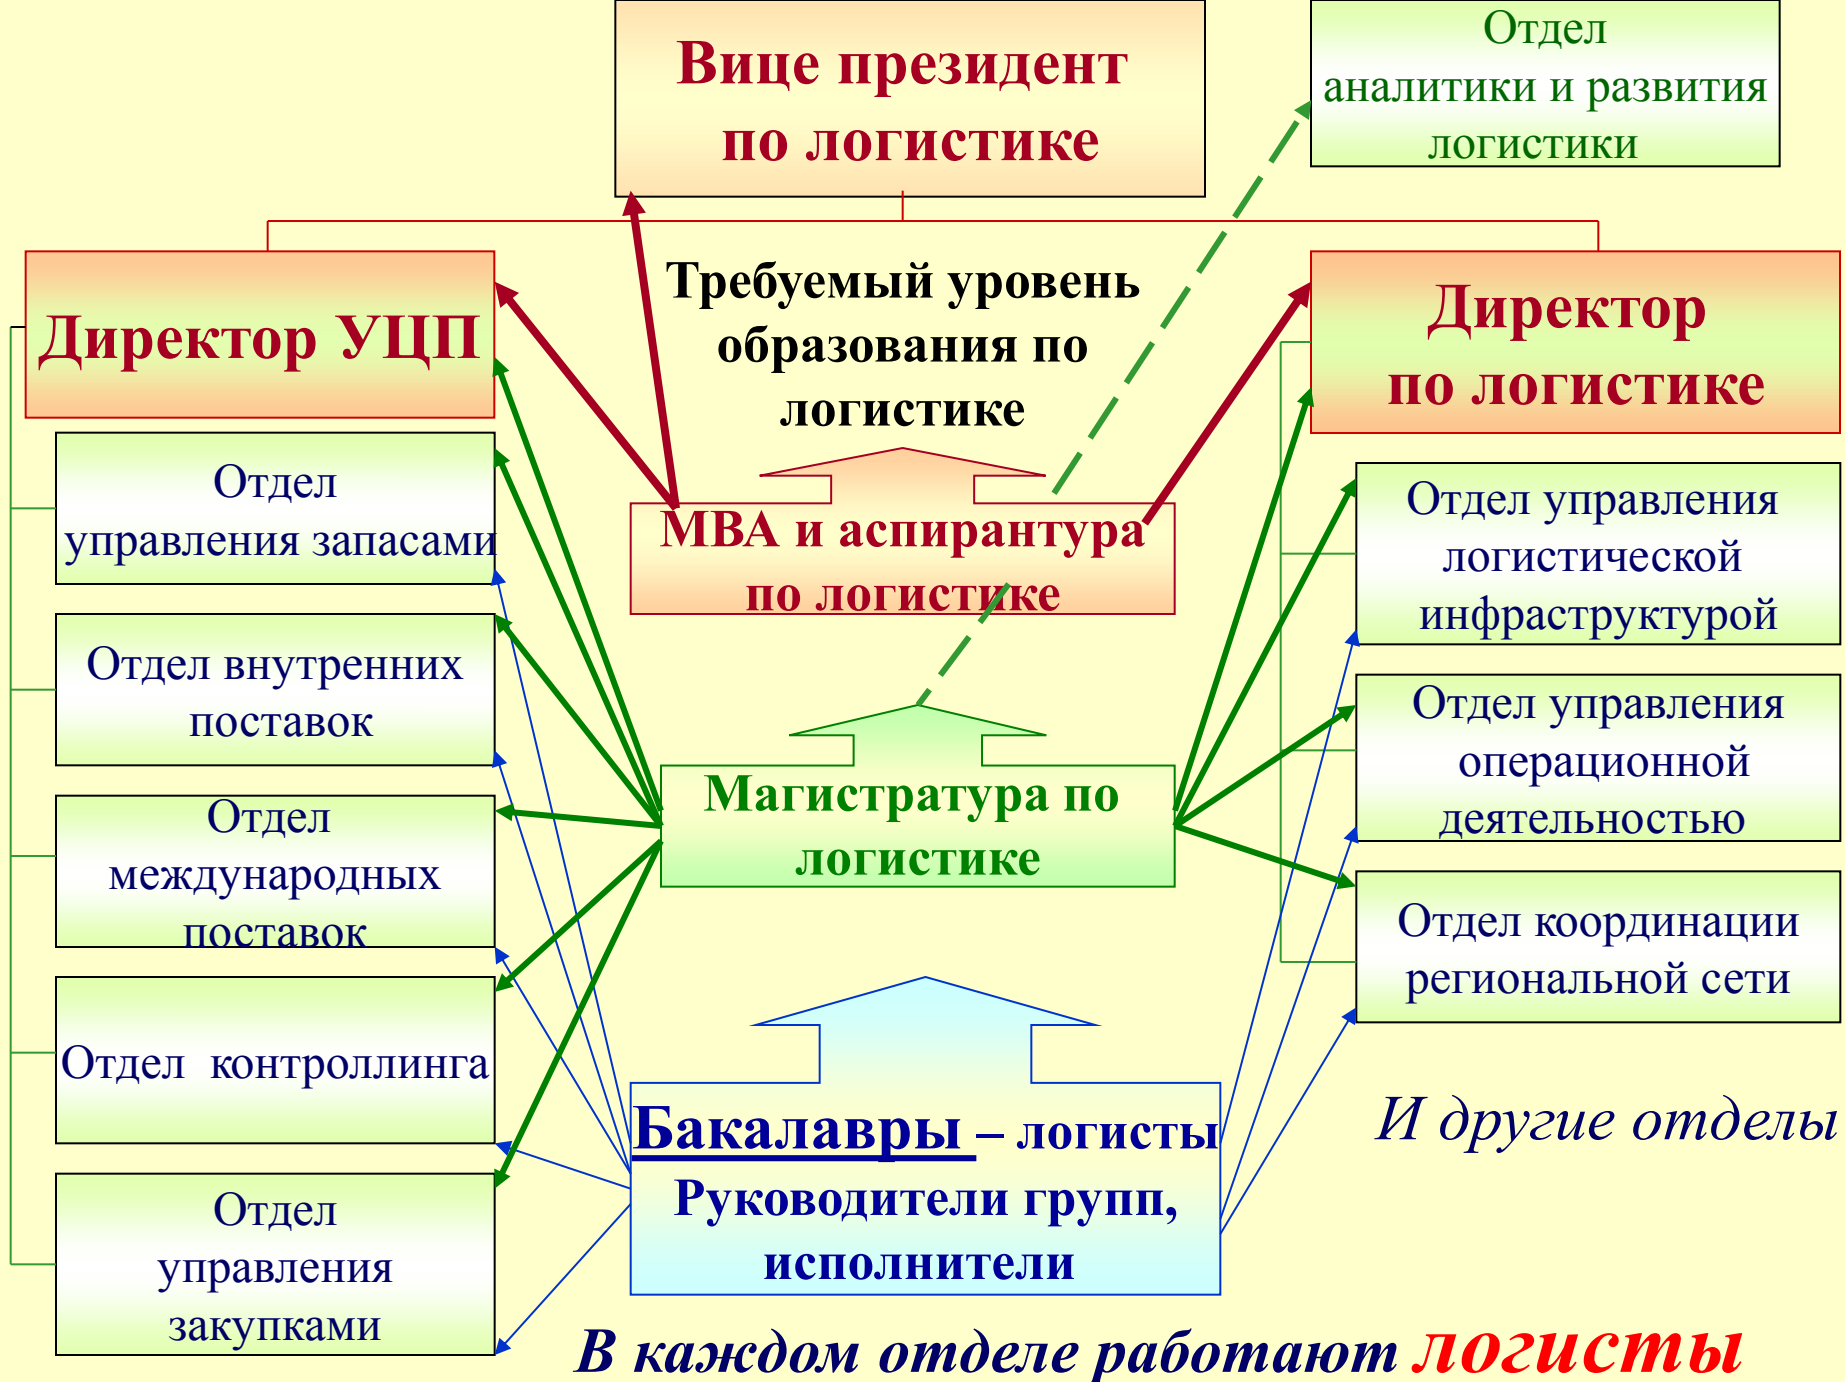 Вице президент
по логистике
Отдел
аналитики и развития
логистики
Требуемый уровень
образования по
логистике
Директор УЦП
Директор
по логистике
Отдел
управления запасами
Отдел внутренних
поставок
Отдел
международных
поставок
Отдел контроллинга
Отдел
управления
закупками
МВА и аспирантура
по логистике
Магистратура по
логистике
Бакалавры – логисты
Руководители групп,
исполнители
Отдел управления
логистической
инфраструктурой
Отдел управления
операционной
деятельностью
Отдел координации
региональной сети
И другие отделы
В каждом отделе работают логисты